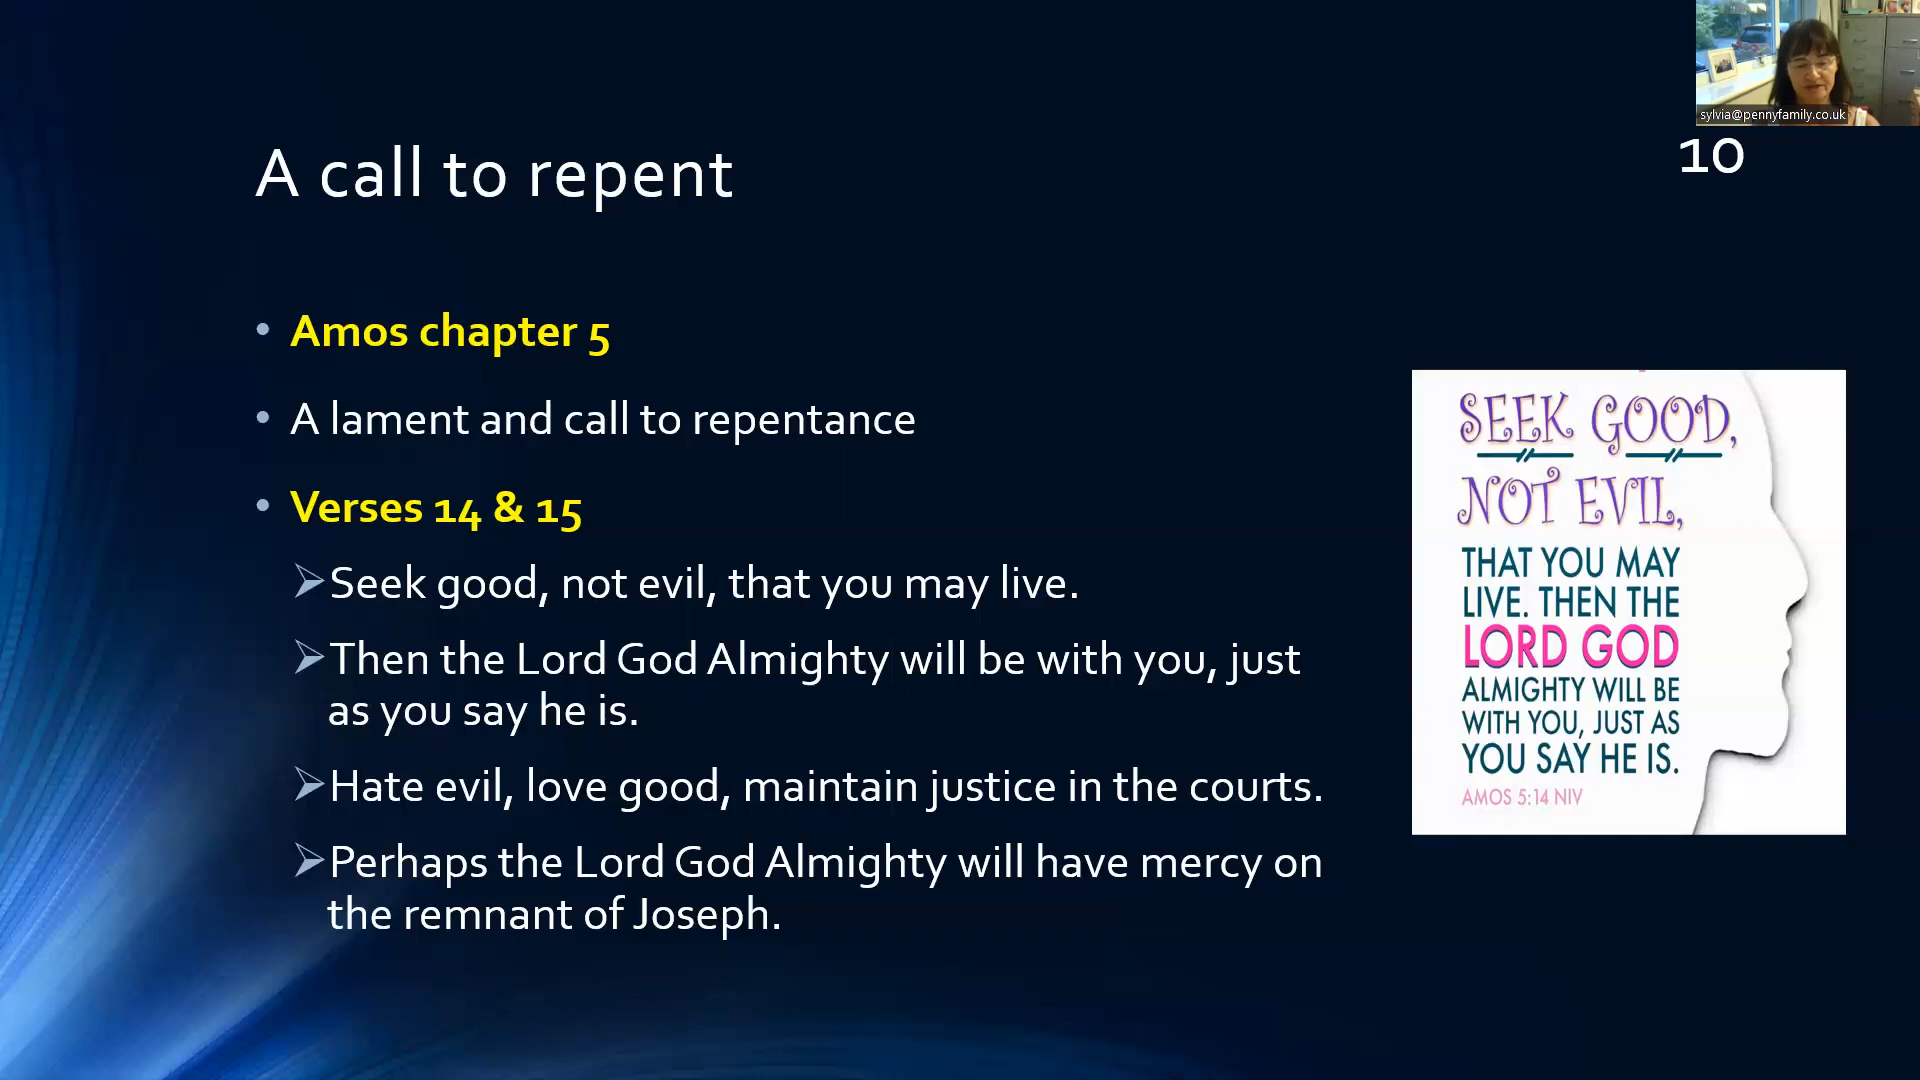 sylvia@pennyfamily.co.uk
10
A call to repent
• Amos chapter 5
• A lament and call to repentance
• Verses 14 & 15
➢Seek good, not evil, that you may live.
➢Then the Lord God Almighty will be with you, just
as you say he is.
➢Hate evil, love good, maintain justice in the courts.
➢Perhaps the Lord God Almighty will have mercy on
the remnant of Joseph.
SEEK GOOD,
NOT EVIL,
THAT YOU MAY
LIVE. THEN THE
LORD GOD
ALMIGHTY WILL BE
WITH YOU, JUST AS
YOU SAY HE IS.
AMOS 5:14 NIV